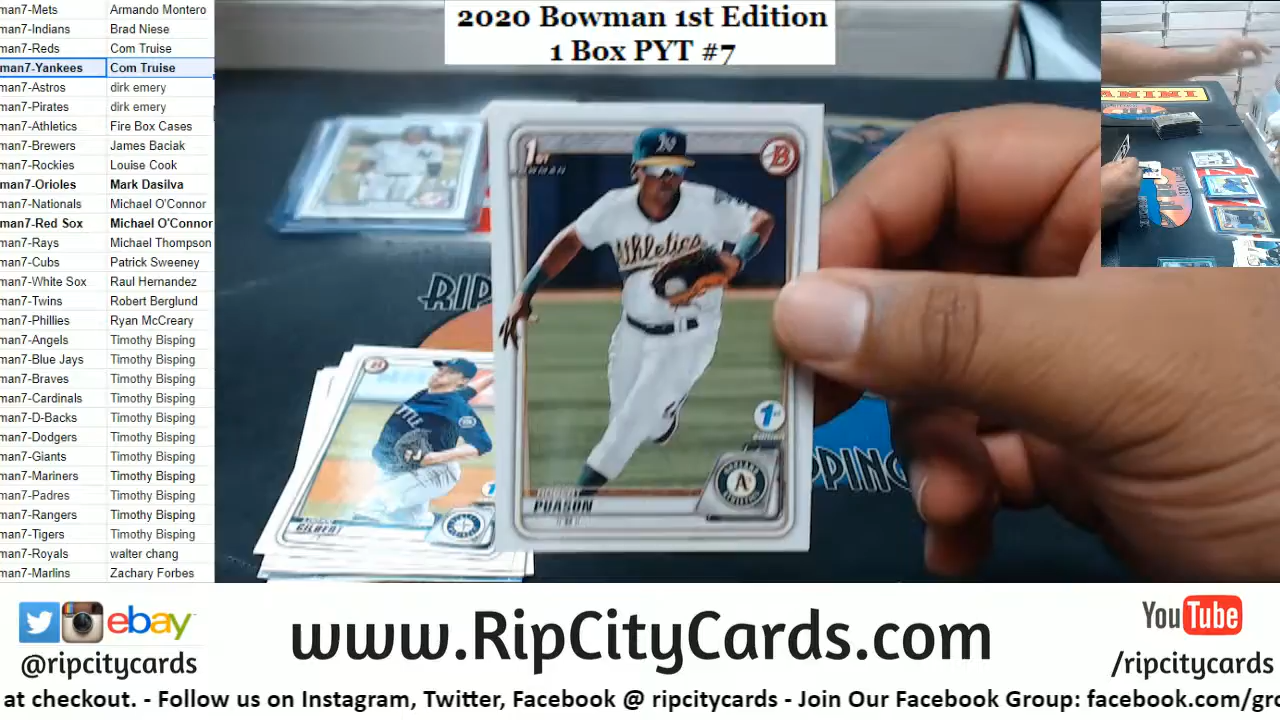 2020 Bowman 1st Edition
1 Box PYT #7
man7-Mets Armando Montero
man7-Indians Brad Niese
man7-Reds Com Truise
man7-Yankees Com Truise
man7-Astros dirk emery
man7-Pirates dirk emery
man7-Athletics Fire Box Cases
man7-Brewers James Baciak
man7-Rockies Louise Cook
man7-Orioles Mark Dasilva
man7-Nationals Michael O'Connor
man7-Red Sox Michael O'Connor
man7-Rays Michael Thompson
man7-Cubs Patrick Sweeney
man7-White Sox Raul Hernandez
man7-Twins Robert Berglund
man7-Phillies Ryan McCreary
man7-Angels Timothy Bisping
man7-Blue Jays Timothy Bisping
man7-Braves Timothy Bisping
man7-Cardinals Timothy Bisping
man7-D-Backs Timothy Bisping
man7-Dodgers Timothy Bisping
man7-Giants Timothy Bisping
man7-Mariners Timothy Bisping
man7-Padres Timothy Bisping
man7-Rangers Timothy Bisping
man7-Tigers Timothy Bisping
man7-Royals walter chang
man7-Marlins Zachary Forbes
1st
BOWMAN
B
Athletics
1st
Edition
A's
PUASON
RIP
PPING
GILBERT
PANINI
ebay
@ripcitycards
www.RipCityCards.com
YouTube
/ripcitycards
at checkout. - Follow us on Instagram, Twitter, Facebook @ ripcitycards - Join Our Facebook Group: facebook.com/gro